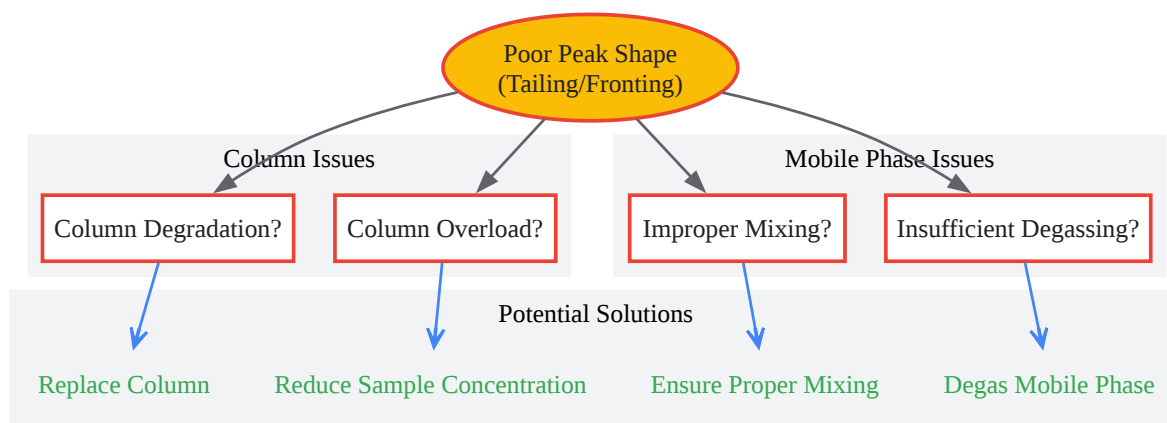 Poor Peak Shape
(Tailing/Fronting)
Column Issues
Mobile Phase Issues
Column Degradation?
Column Overload?
Improper Mixing?
Insufficient Degassing?
Potential Solutions
Replace Column
Reduce Sample Concentration
Ensure Proper Mixing
Degas Mobile Phase